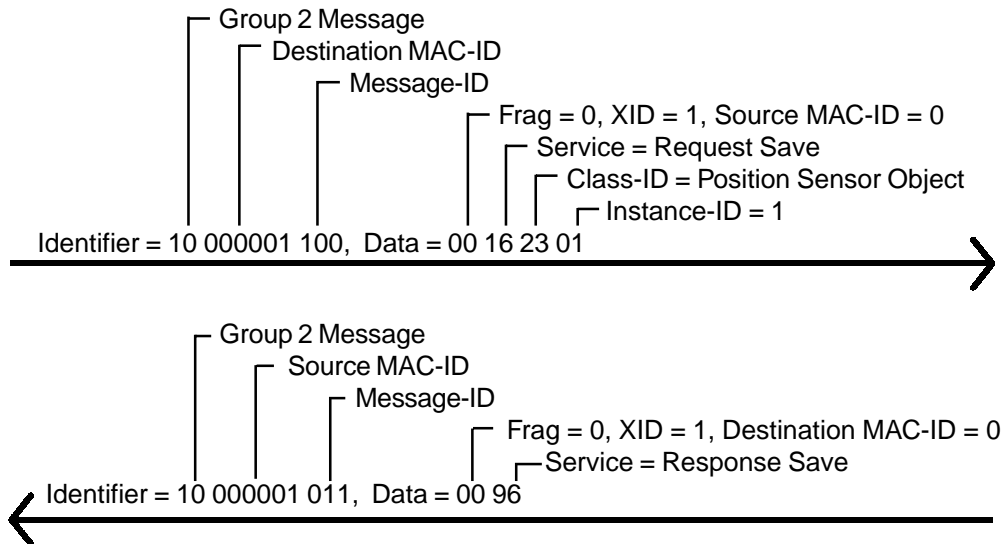 Group 2 Message
Destination MAC-ID
Message-ID
Frag = 0, XID = 1, Source MAC-ID = 0
Service = Request Save
Class-ID = Position Sensor Object
Instance-ID = 1
Identifier = 10 000001 100, Data = 00 16 23 01
Group 2 Message
Source MAC-ID
Message-ID
Frag = 0, XID = 1, Destination MAC-ID = 0
Service = Response Save
Identifier = 10 000001 011, Data = 00 96